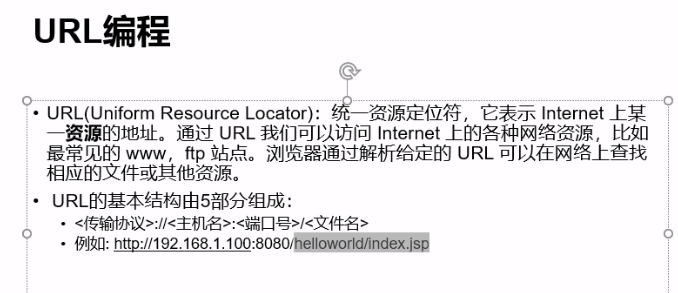 URL编程
• URL(Uniform Resource Locator)：统一资源定位符，它表示 Internet 上某
一资源的地址。通过 URL 我们可以访问 Internet 上的各种网络资源，比如
最常见的 www，ftp 站点。浏览器通过解析给定的 URL 可以在网络上查找
相应的文件或其他资源。
• URL的基本结构由5部分组成：
• <传输协议>://<主机名>:<端口号>/<文件名>
• 例如: http://192.168.1.100:8080/helloworld/index.jsp